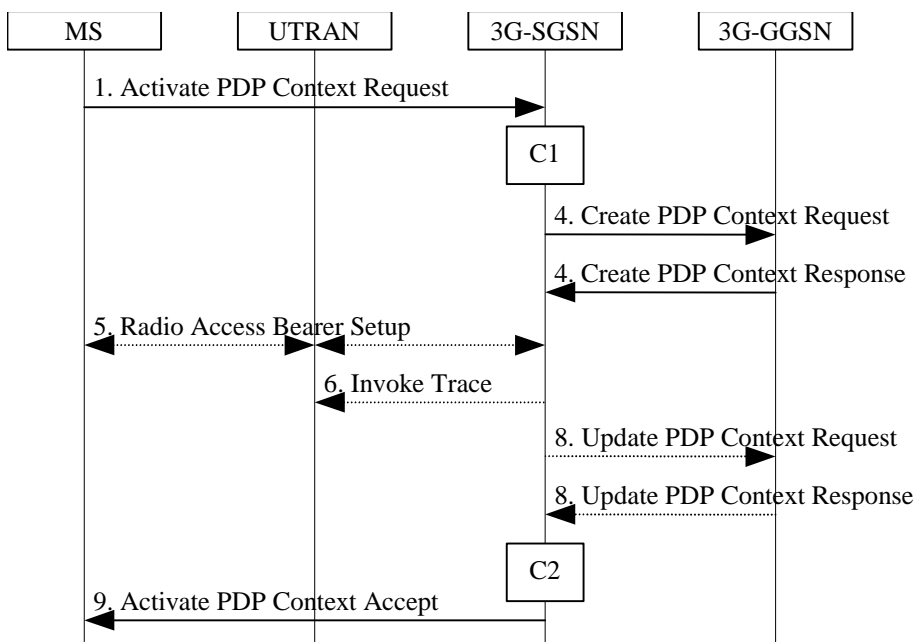 MS
UTRAN
3G-SGSN
3G-GGSN
1. Activate PDP Context Request
C1
4. Create PDP Context Request
4. Create PDP Context Response
5. Radio Access Bearer Setup
6. Invoke Trace
8. Update PDP Context Request
8. Update PDP Context Response
C2
9. Activate PDP Context Accept